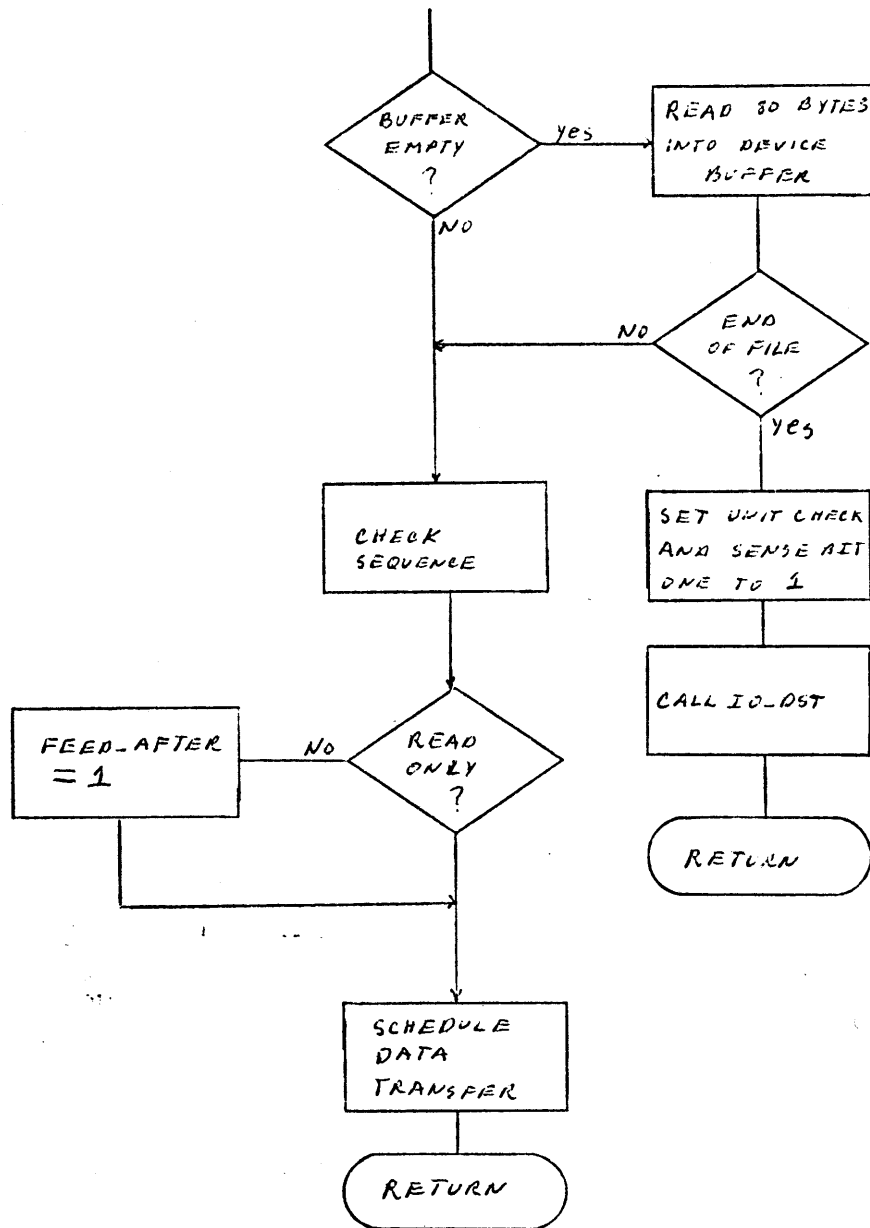 BUFFER
EMPTY
?
yes
READ 80 BYTES
INTO DEVICE
BUFFER
NO
NO
END
OF FILE
?
yes
CHECK
SEQUENCE
SET UNIT CHECK
AND SENSE BIT
ONE TO 1
CALL IO_DST
FEED_AFTER
= 1
NO
READ
ONLY
?
RETURN
SCHEDULE
DATA
TRANSFER
RETURN